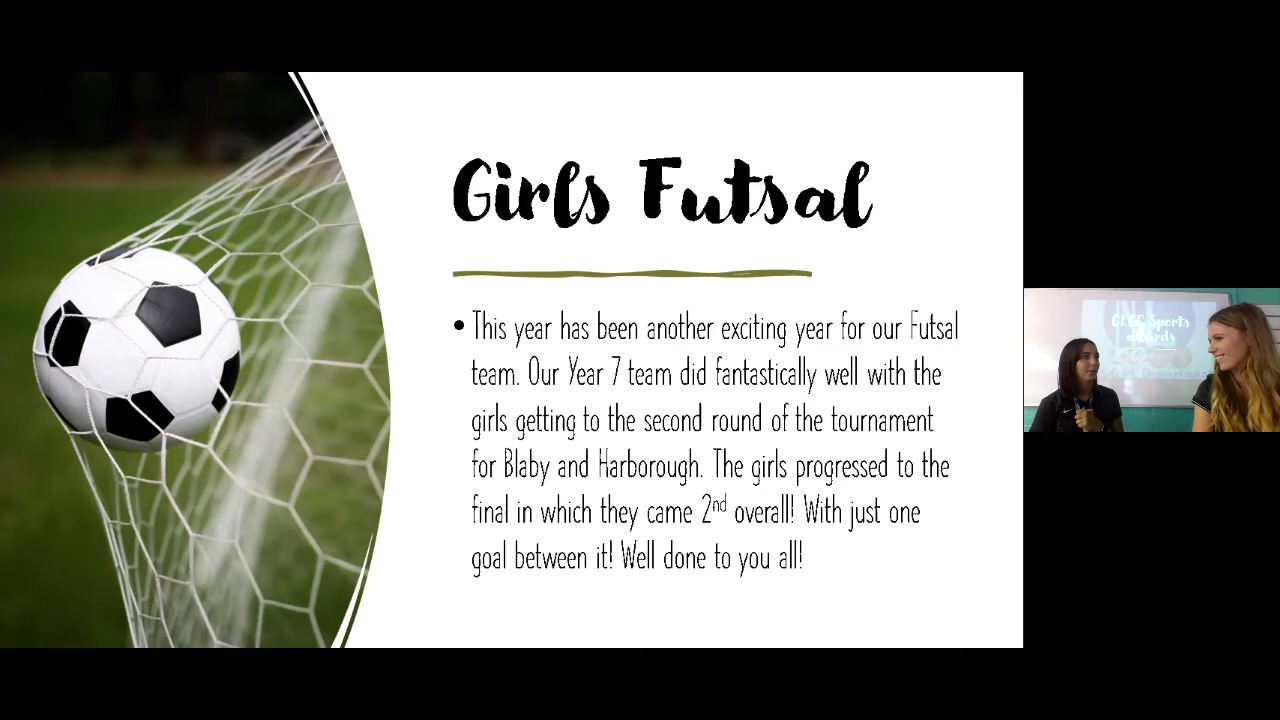 Girls Futsal
• This year has been another exciting year for our Futsal
team. Our Year 7 team did fantastically well with the
girls getting to the second round of the tournament
for Blaby and Harborough. The girls progressed to the
final in which they came 2nd overall! With just one
goal between it! Well done to you all!
Sports
awards